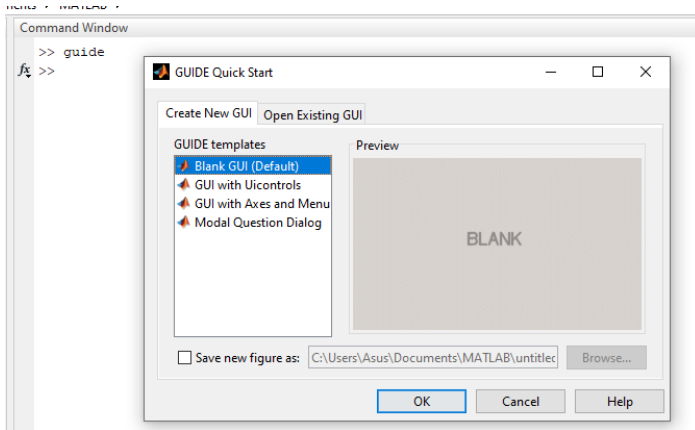 Command Window
>> guide
fx >>
GUIDE Quick Start
Create New GUI Open Existing GUI
GUIDE templates
Preview
Blank GUI (Default)
GUI with Uicontrols
GUI with Axes and Menu
Modal Question Dialog
BLANK
Save new figure as: C:\Users\Asus\Documents\MATLAB\untitled Browse...
OK Cancel Help